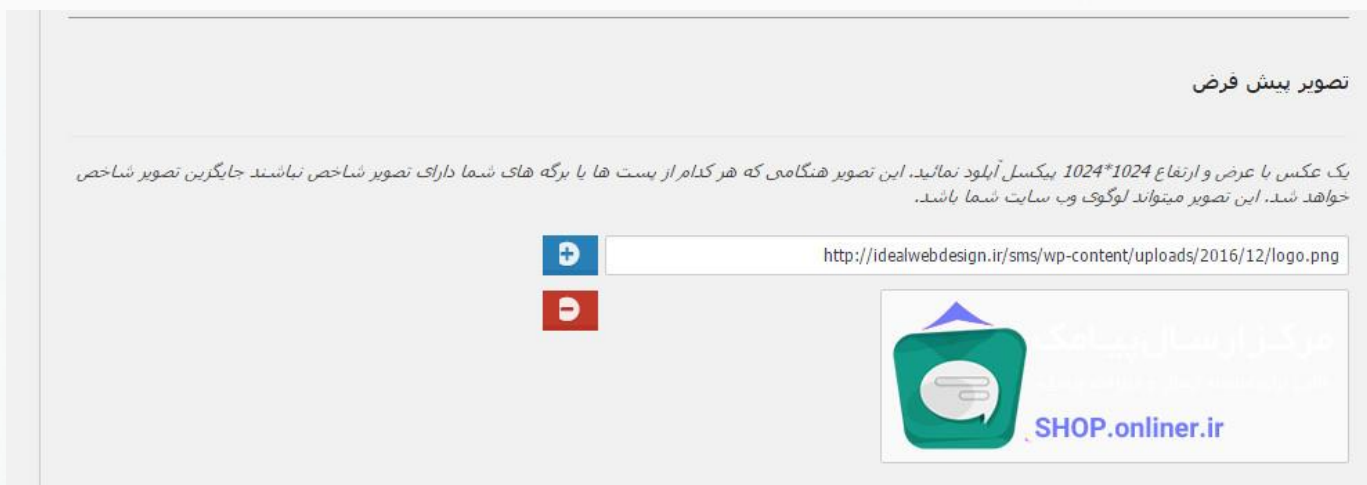 تصویر پیش فرض
یک عکس با عرض و ارتفاع 1024*1024 پیکسل آپلود نمائید. این تصویر هنگامی که هر کدام از پست ها یا برگه های شما دارای تصویر شاخص نباشند جایگزین تصویر شاخص
خواهد شد. این تصویر میتواند لوگوی وب سایت شما باشد.
http://idealwebdesign.ir/sms/wp-content/uploads/2016/12/logo.png
مرکز ارسال پیامک
SHOP.onliner.ir